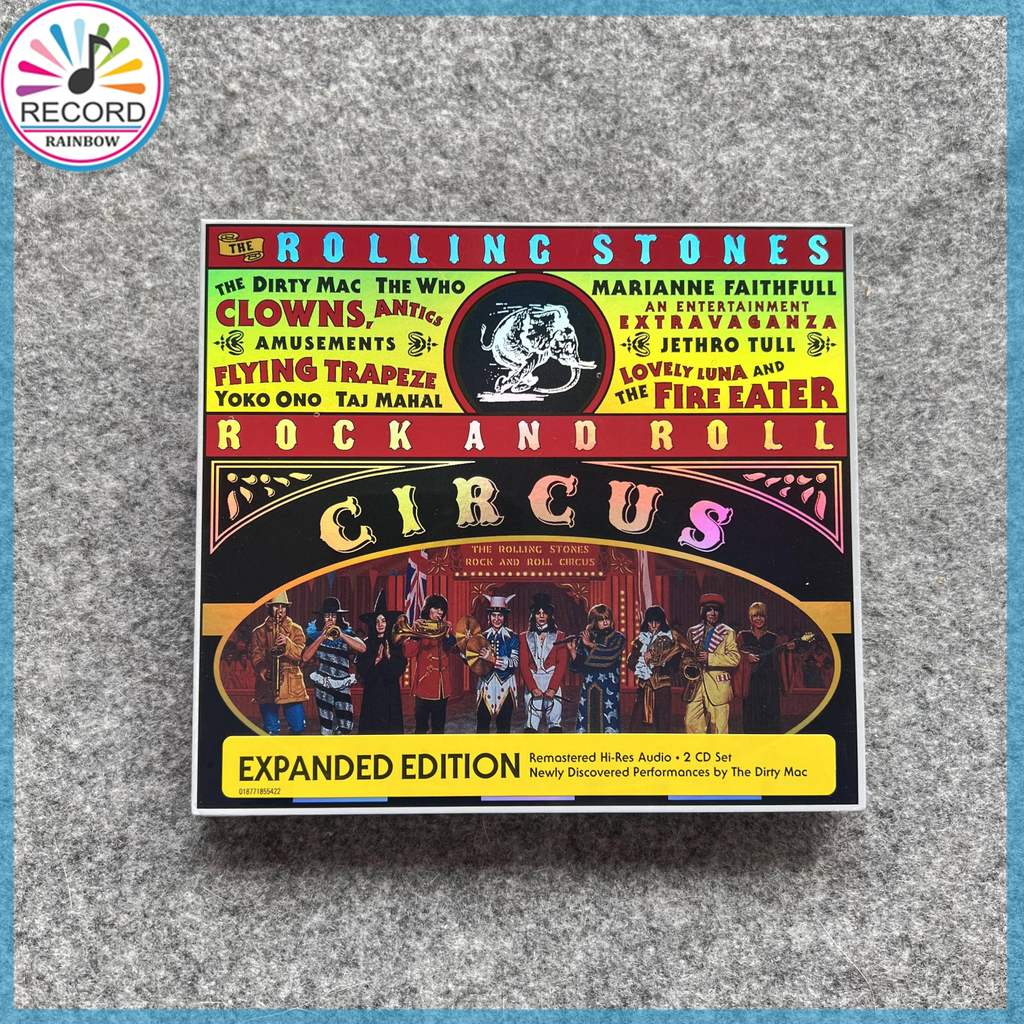 RECORD
RAINBOW
THE ROLLING STONES
THE DIRTY MAC THE WHO
CLOWNS, ANTICS
AMUSEMENTS
FLYING TRAPEZE
YOKO ONO TAJ MAHAL
MARIANNE FAITHFULL
AN ENTERTAINMENT
EXTRAVAGANZA
JETHRO TULL
LOVELY LUNA AND
THE FIRE EATER
ROCK AND ROLL
CIRCUS
THE ROLLING STONES
ROCK AND ROLL CIRCUS
EXPANDED EDITION
Remastered Hi-Res Audio • 2 CD Set
Newly Discovered Performances by The Dirty Mac
018771855422